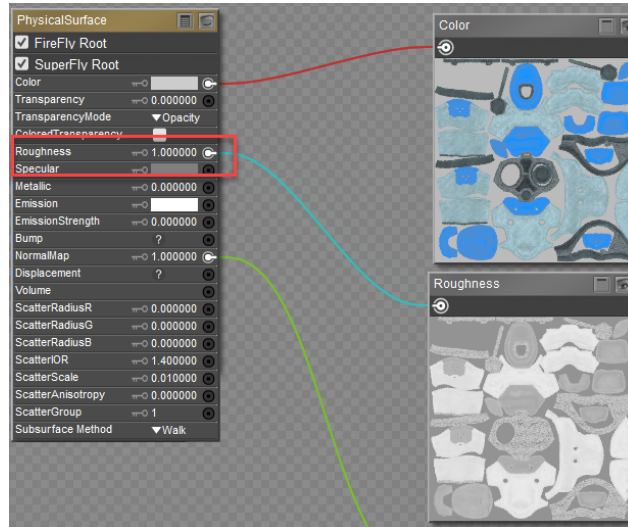 PhysicalSurface
FireFly Root
SuperFly Root
Color
Transparency 0.000000
TransparencyMode ▼Opacity
ColoredTransparency
Roughness 1.000000
Specular
Metallic 0.000000
Emission
EmissionStrength 0.000000
Bump ?
NormalMap 1.000000
Displacement ?
Volume
ScatterRadiusR 0.000000
ScatterRadiusG 0.000000
ScatterRadiusB 0.000000
ScatterIOR 1.400000
ScatterScale 0.010000
ScatterAnisotropy 0.000000
ScatterGroup 1
Subsurface Method ▼Walk
Color
Roughness